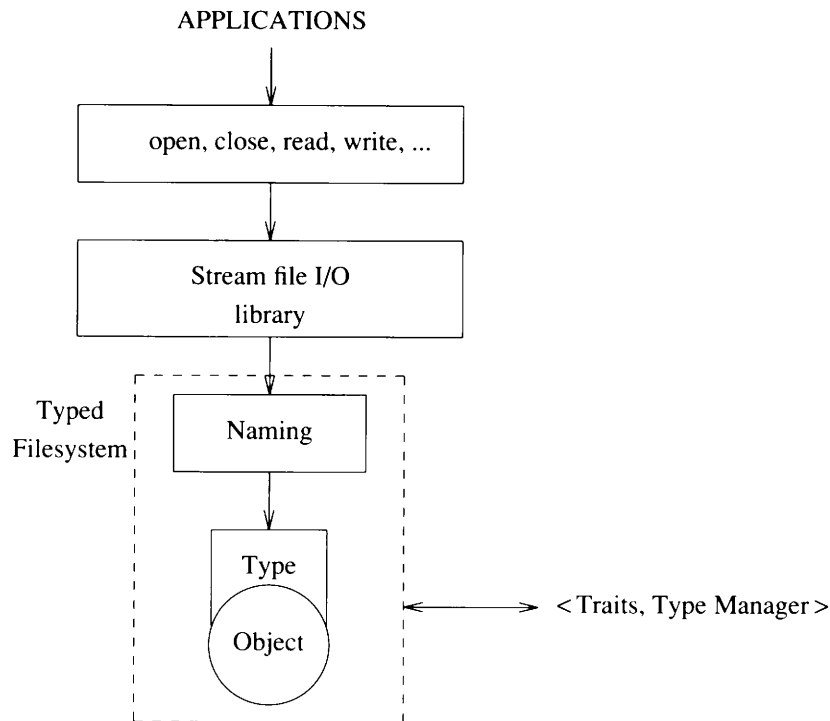 APPLICATIONS
open, close, read, write, ...
Stream file I/O
library
Typed
Filesystem
Naming
Type
Object
<Traits, Type Manager>